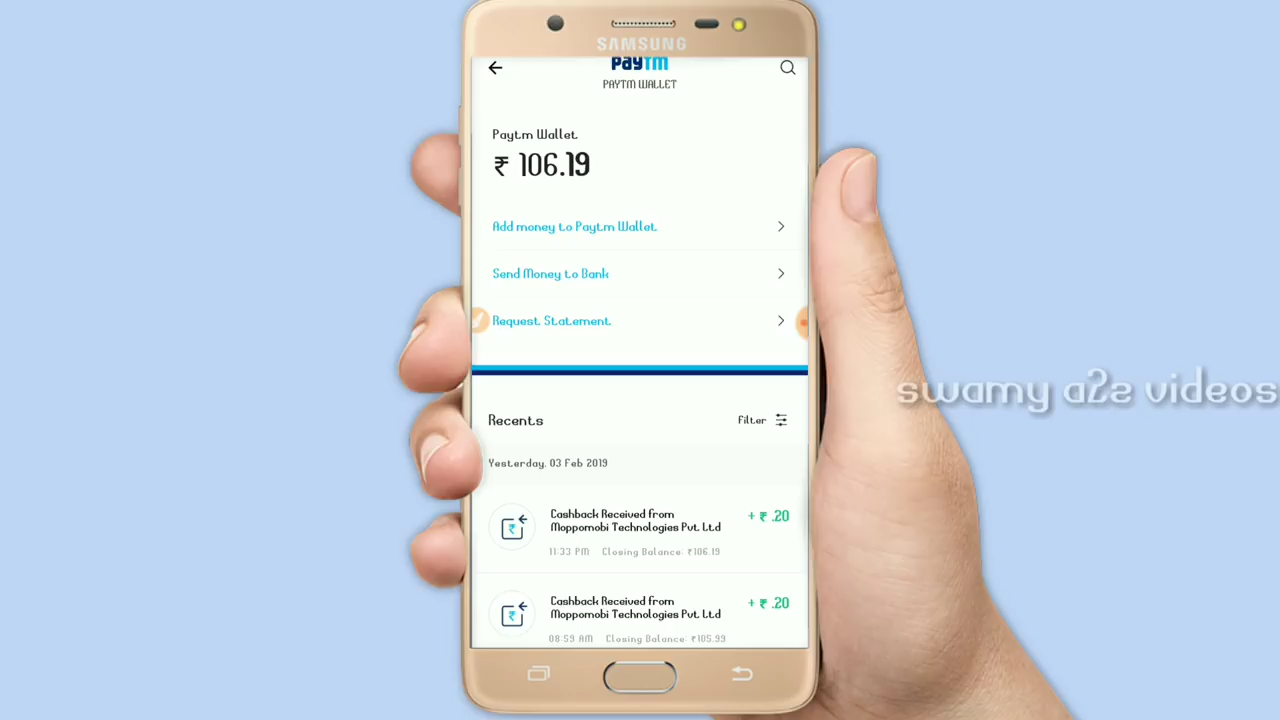 SAMSUNG
paytm
PAYTM WALLET
Paytm Wallet
₹ 106.19
Add money to Paytm Wallet
Send Money to Bank
Request Statement
Recents
Filter
Yesterday, 03 Feb 2019
Cashback Received from
Moppomobi Technologies Pvt. Ltd
+ ₹ .20
11:33 PM Closing Balance: ₹106.19
Cashback Received from
Moppomobi Technologies Pvt. Ltd
+ ₹ .20
08:59 AM Closing Balance: ₹105.99
swamy a2z videos